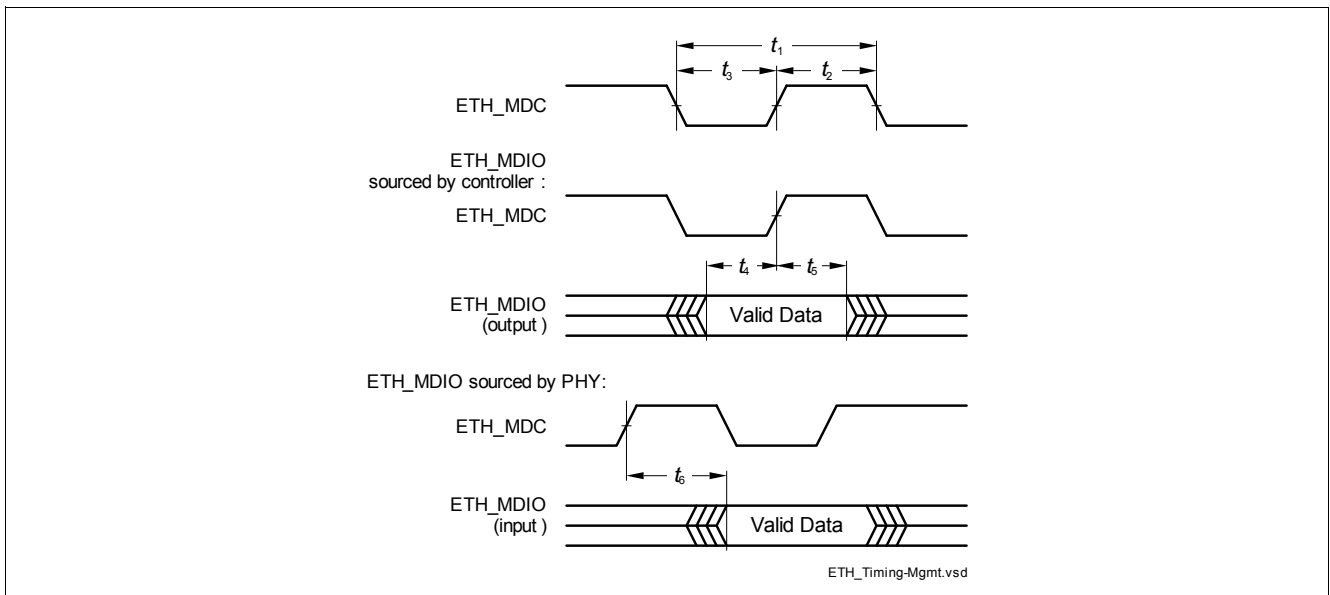 t1
t3
t2
ETH_MDC
ETH_MDIO
sourced by controller :
ETH_MDC
t4
t5
ETH_MDIO
(output )
Valid Data
ETH_MDIO sourced by PHY:
ETH_MDC
t6
ETH_MDIO
(input )
Valid Data
ETH_Timing-Mgmt.vsd